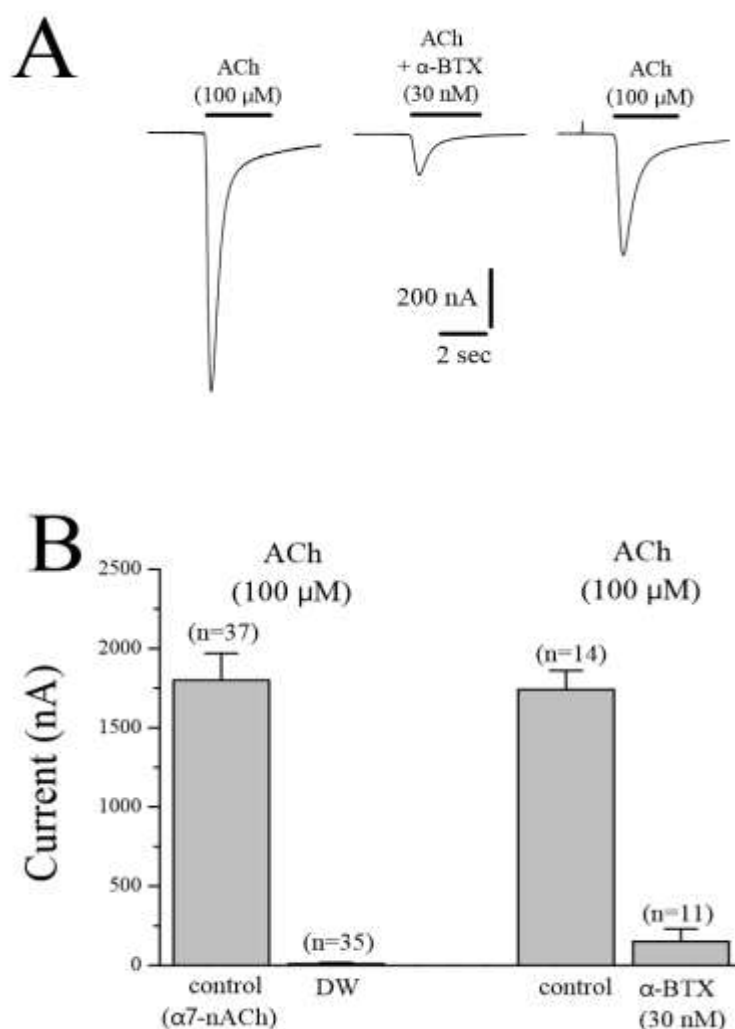 A
ACh
(100 μM)
ACh
+ α-BTX
(30 nM)
ACh
(100 μM)
200 nA
2 sec
B
ACh
(100 μM)
ACh
(100 μM)
Current (nA)
2500
2000
1500
1000
500
0
(n=37)
(n=35)
(n=14)
(n=11)
control
(α7-nACh)
DW
control
α-BTX
(30 nM)